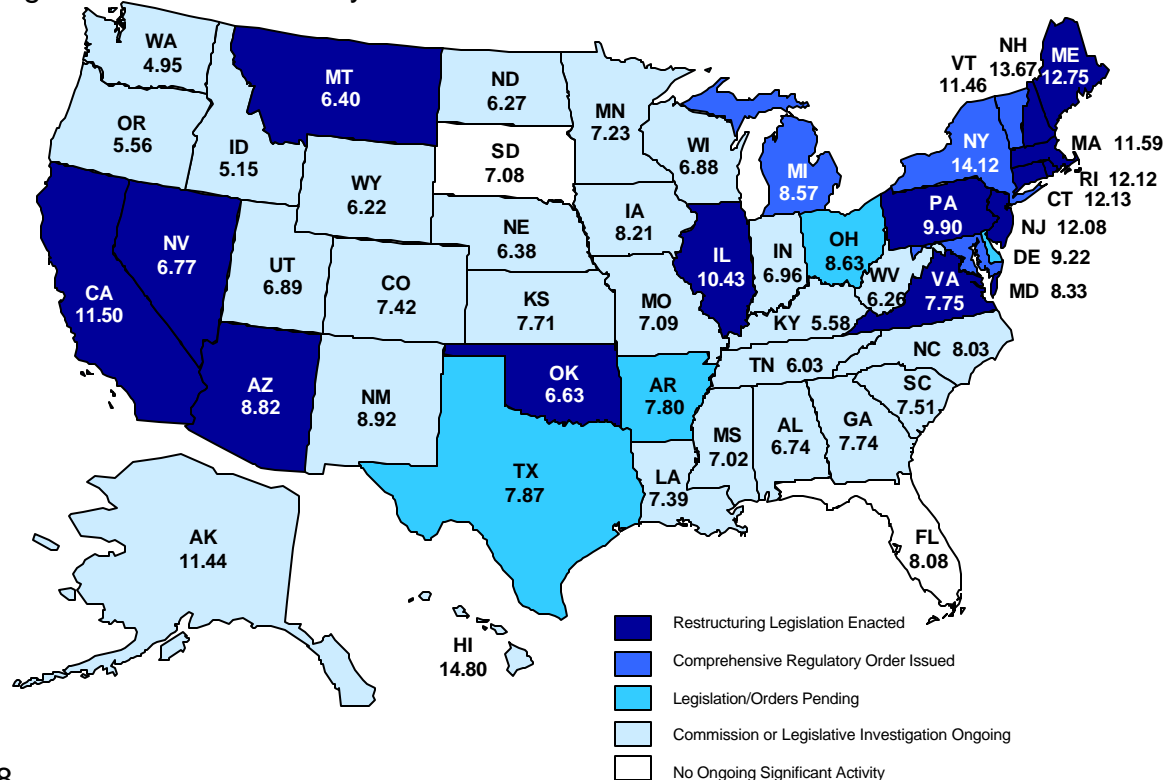 WA
4.95
MT
6.40
ND
6.27
MN
7.23
VT
11.46
NH
13.67
ME
12.75
OR
5.56
ID
5.15
SD
7.08
WI
6.88
MI
8.57
NY
14.12
MA 11.59
RI 12.12
CT 12.13
NJ 12.08
DE 9.22
MD 8.33
WY
6.22
IA
8.21
NE
6.38
PA
9.90
NV
6.77
UT
6.89
CO
7.42
CA
11.50
IL
10.43
IN
6.96
OH
8.63
WV
6.26
VA
7.75
KS
7.71
MO
7.09
KY 5.58
NC 8.03
TN 6.03
SC
7.51
AZ
8.82
NM
8.92
OK
6.63
AR
7.80
MS
7.02
AL
6.74
GA
7.74
TX
7.87
LA
7.39
FL
8.08
AK
11.44
HI
14.80
Restructuring Legislation Enacted
Comprehensive Regulatory Order Issued
Legislation/Orders Pending
Commission or Legislative Investigation Ongoing
No Ongoing Significant Activity
8